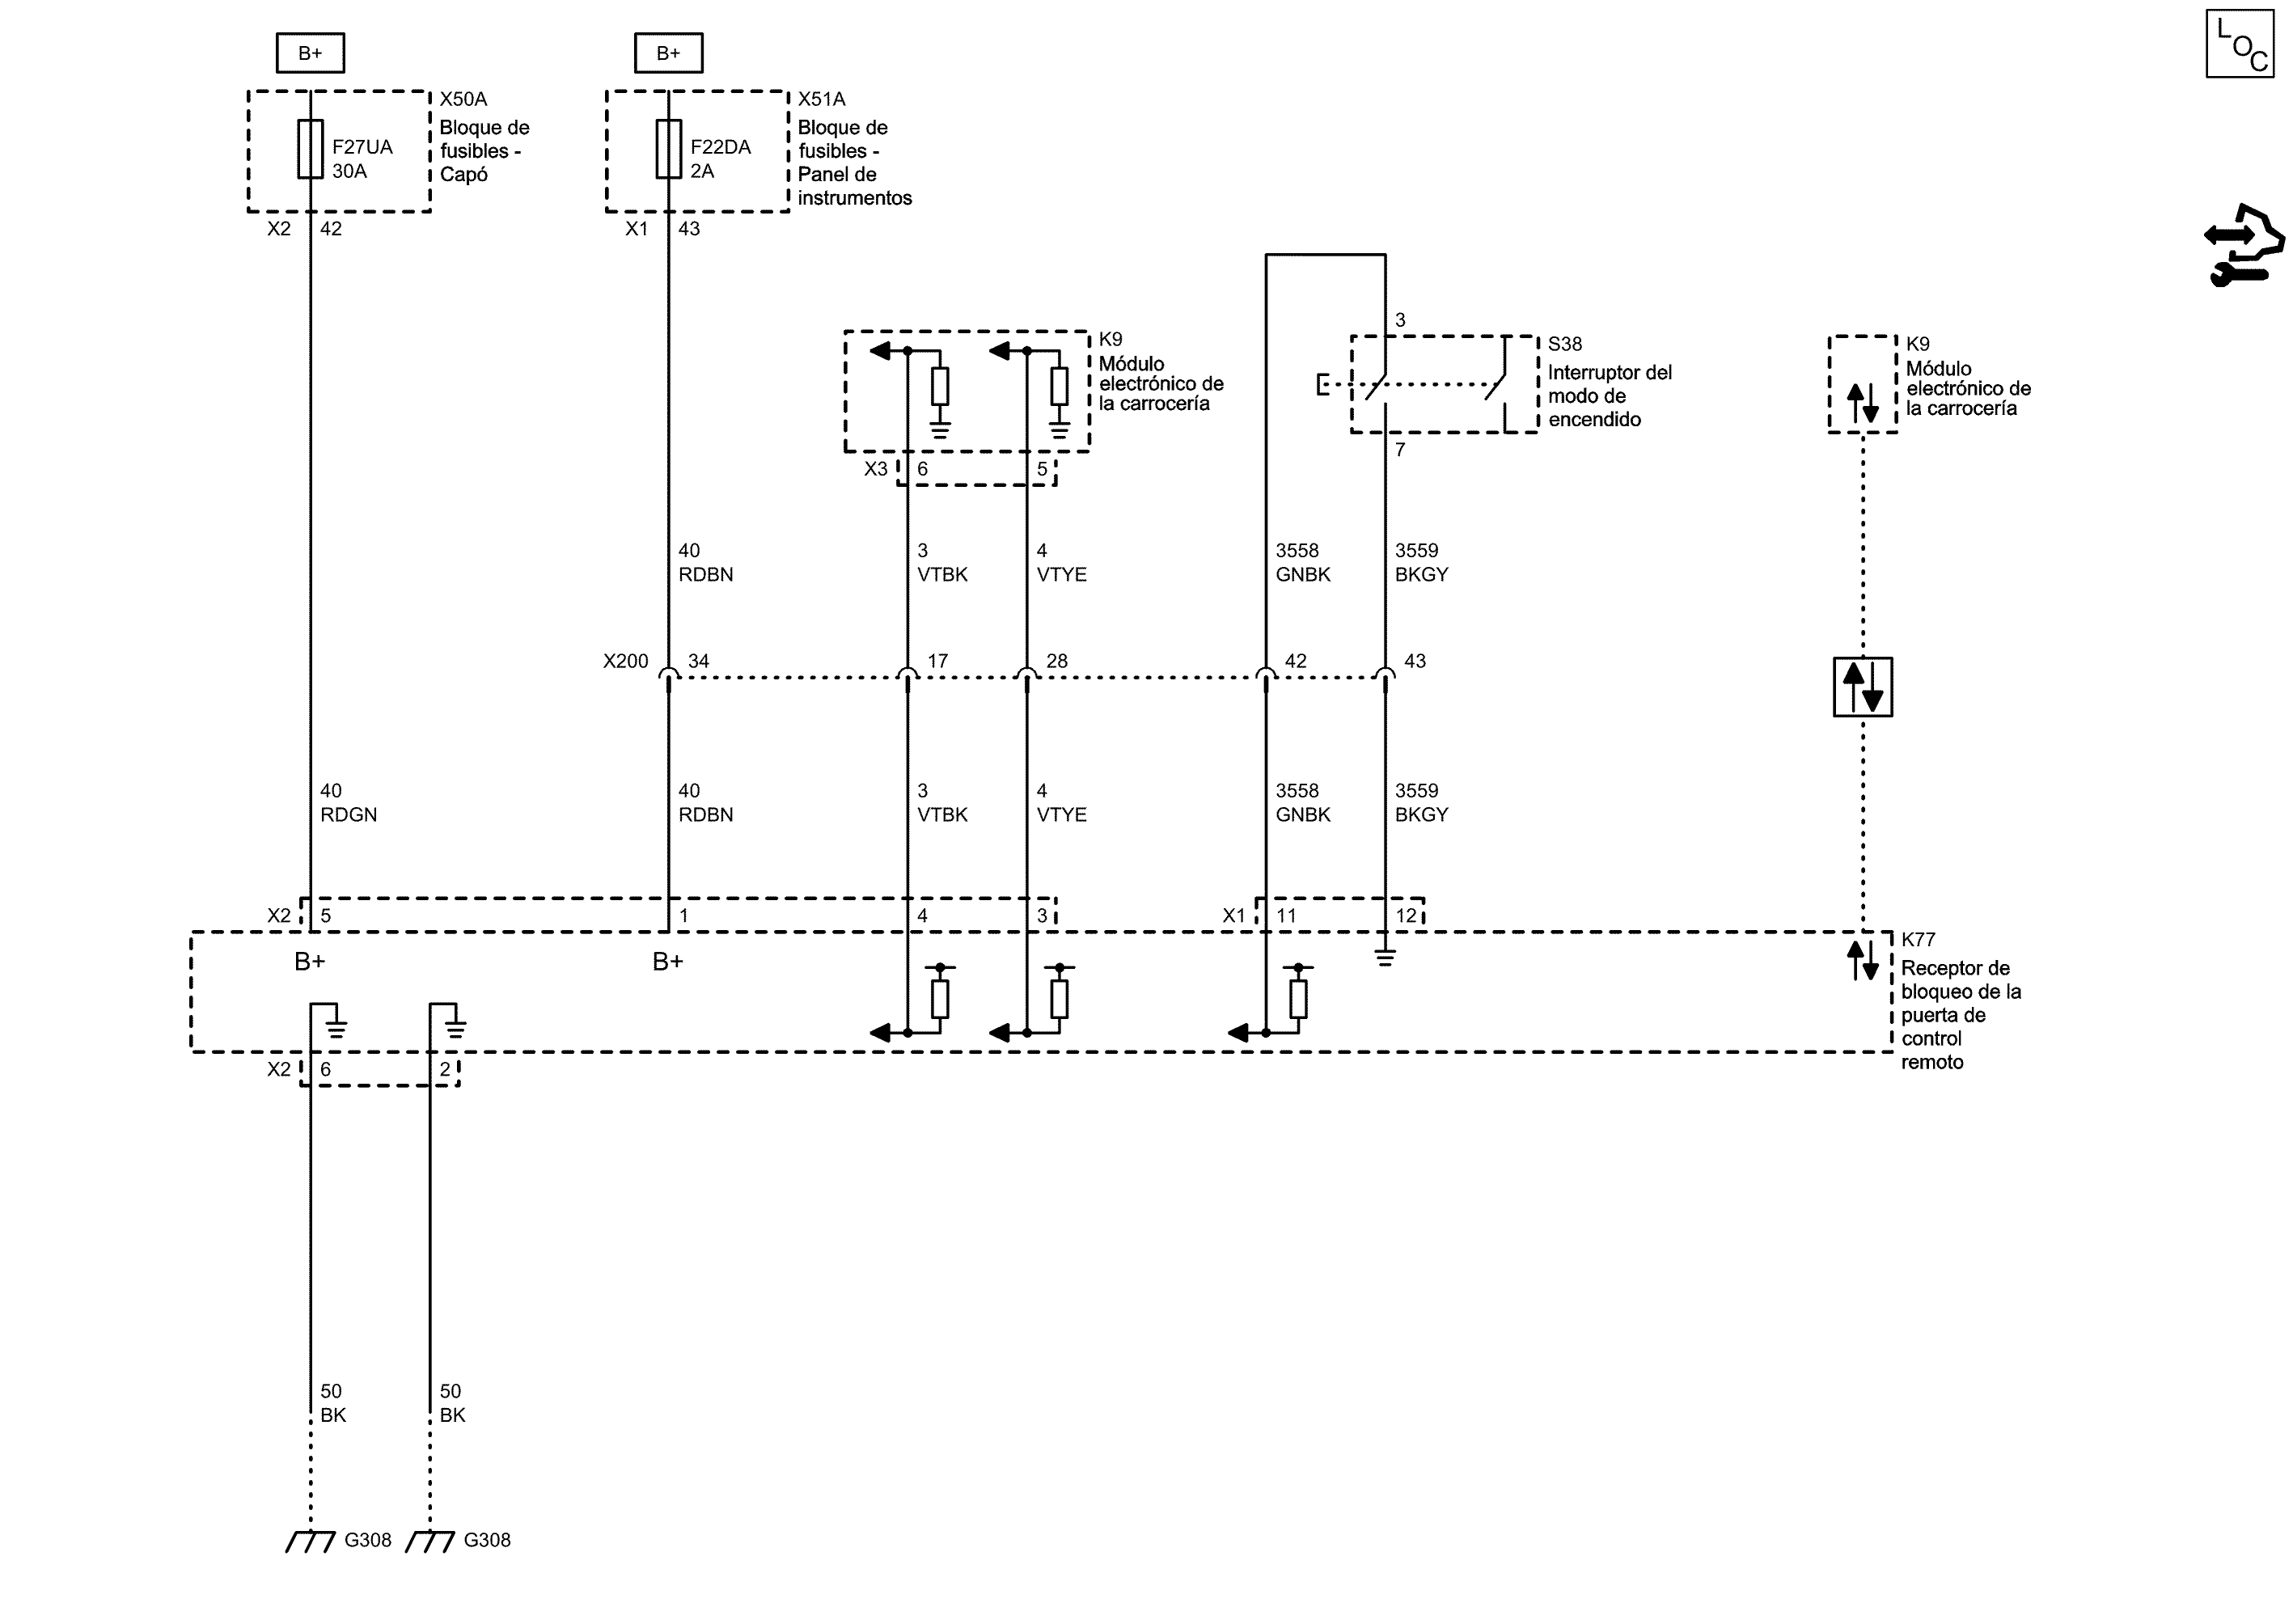 L
O
C
B+
B+
X50A
Bloque de
fusibles -
Capó
F27UA
30A
X51A
Bloque de
fusibles -
Panel de
instrumentos
F22DA
2A
X2 42
X1 43
K9
Módulo
electrónico de
la carrocería
3
S38
Interruptor del
modo de
encendido
K9
Módulo
electrónico de
la carrocería
7
X3 6 5
40
RDBN
3
VTBK
4
VTYE
3558
GNBK
3559
BKGY
X200 34 17 28 42 43
40
RDGN
40
RDBN
3
VTBK
4
VTYE
3558
GNBK
3559
BKGY
X2 5 1 4 3 X1 11 12
B+ B+
K77
Receptor de
bloqueo de la
puerta de
control
remoto
X2 6 2
50
BK
50
BK
G308 G308